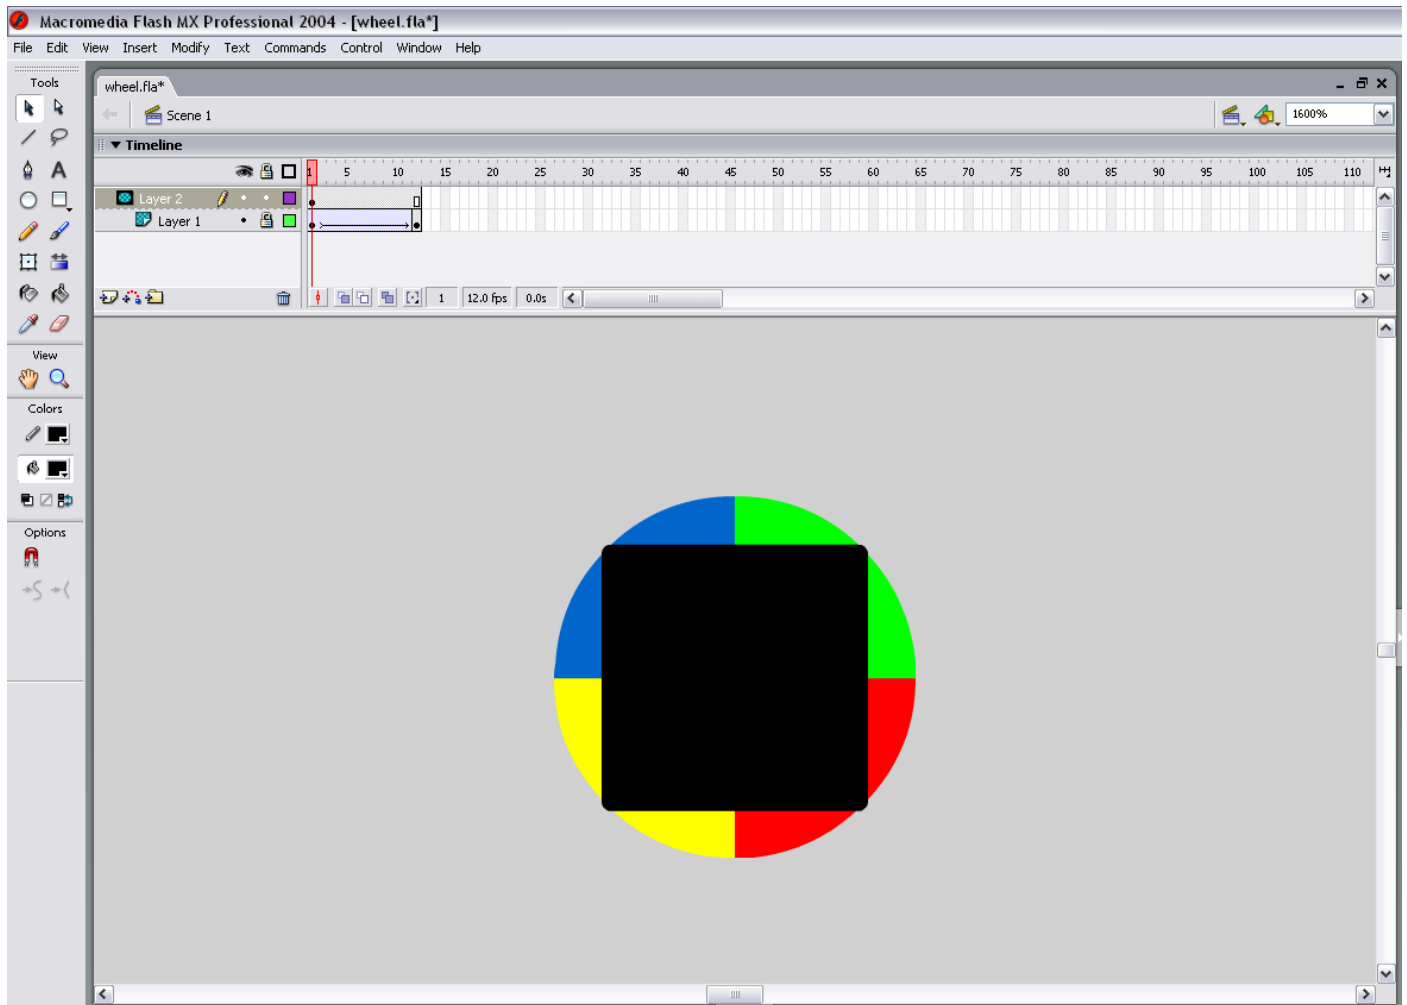 Macromedia Flash MX Professional 2004 - [wheel.fla*]
File Edit View Insert Modify Text Commands Control Window Help
Tools
wheel.fla*
Scene 1
1600%
Timeline
1 5 10 15 20 25 30 35 40 45 50 55 60 65 70 75 80 85 90 95 100 105 110
Layer 2
Layer 1
1 12.0 fps 0.0s
View
Colors
Options